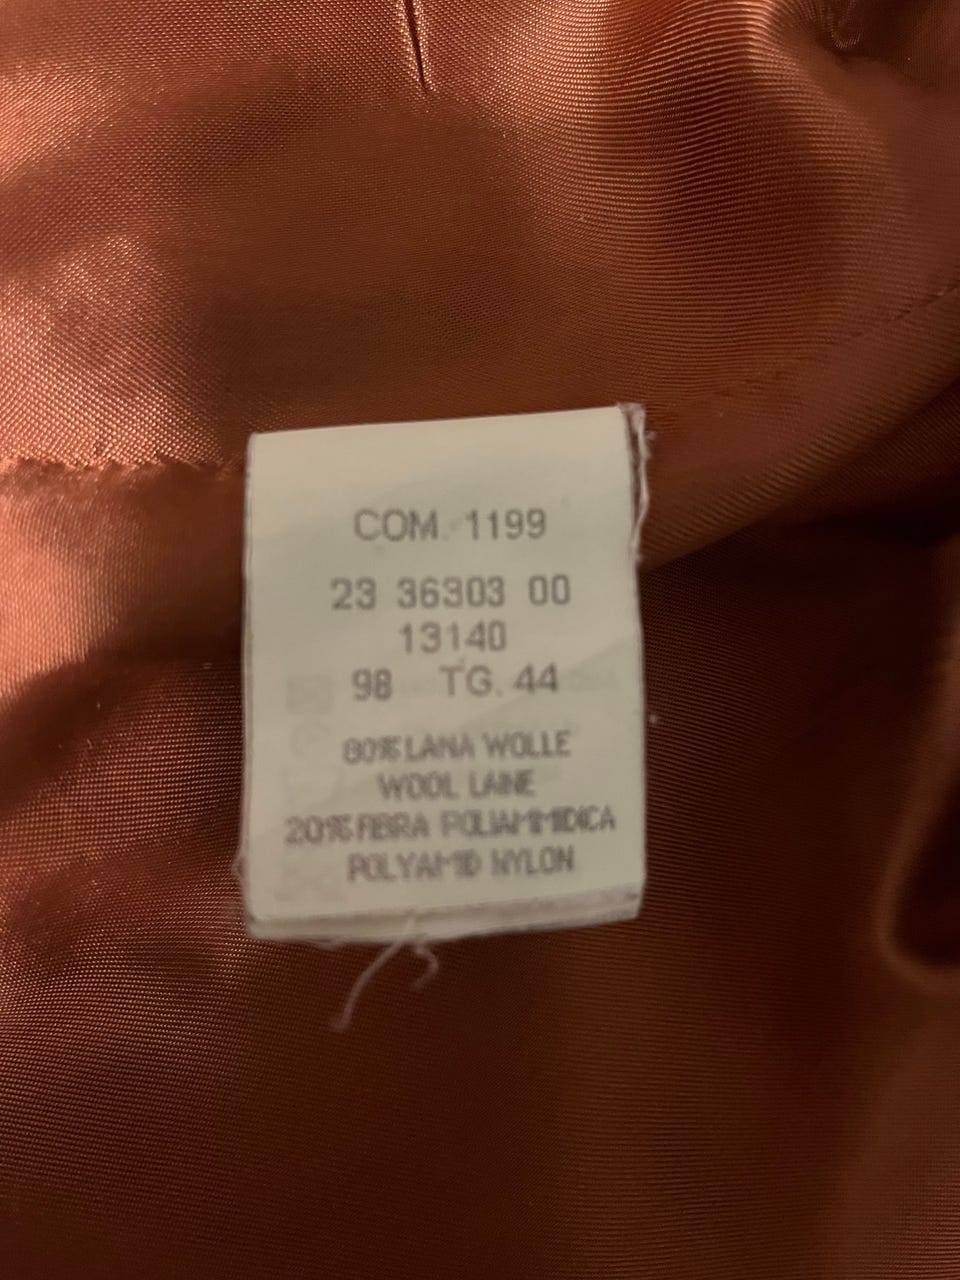 COM. 1199
23 36303 00
13140
98 TG. 44
80% LANA WOLLE
WOOL LAINE
20% FIBRA POLIAMMIDICA
POLYAMID NYLON